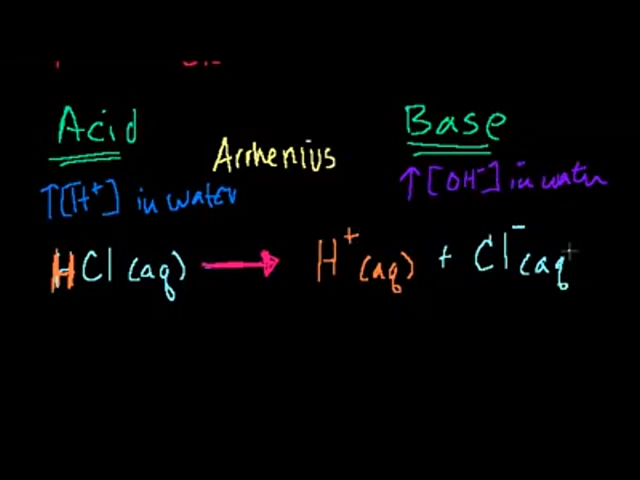 Acid Base
Arrhenius
↑[H⁺] in water ↑[OH⁻] in water
HCl (aq) → H⁺ (aq) + Cl⁻ (aq